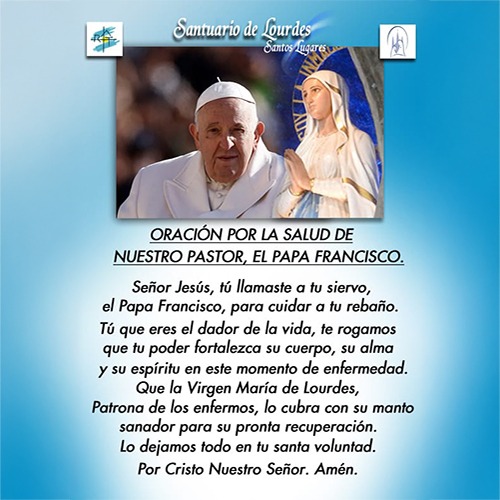 Santuario de Lourdes
Santos Lugares
ORACIÓN POR LA SALUD DE
NUESTRO PASTOR, EL PAPA FRANCISCO.
Señor Jesús, tú llamaste a tu siervo,
el Papa Francisco, para cuidar a tu rebaño.
Tú que eres el dador de la vida, te rogamos
que tu poder fortalezca su cuerpo, su alma
y su espíritu en este momento de enfermedad.
Que la Virgen María de Lourdes,
Patrona de los enfermos, lo cubra con su manto
sanador para su pronta recuperación.
Lo dejamos todo en tu santa voluntad.
Por Cristo Nuestro Señor. Amén.